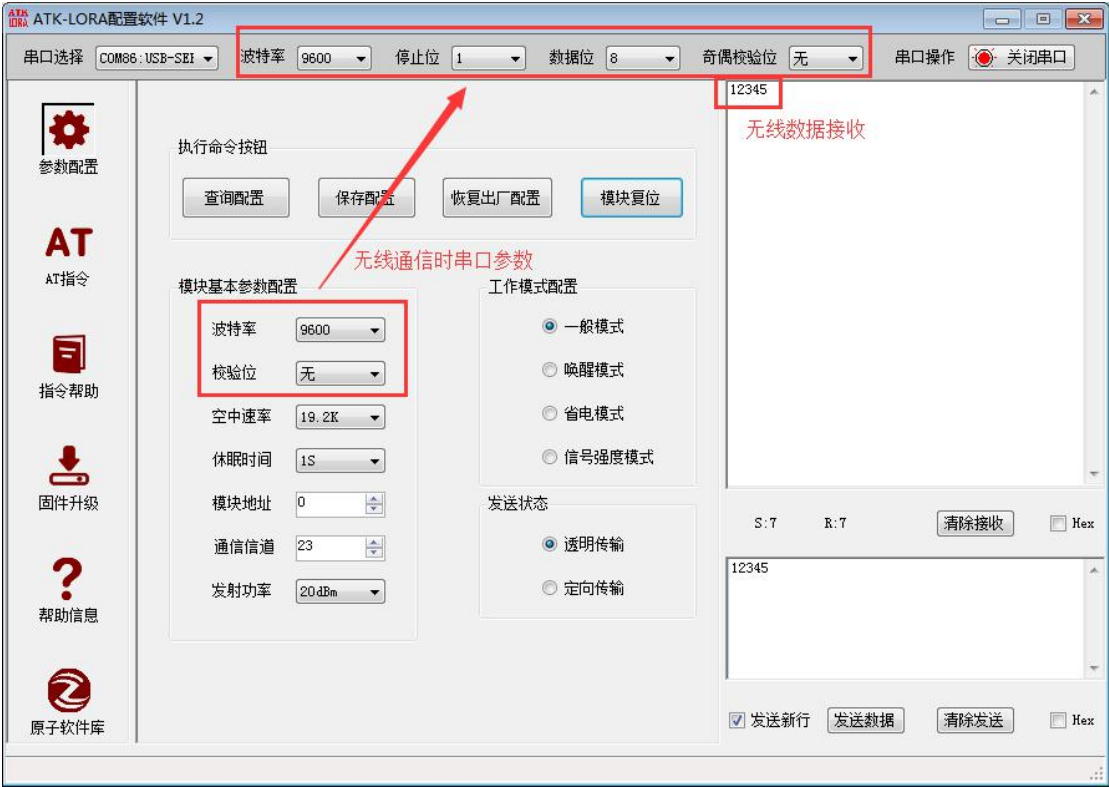 ATK LORA ATK-LORA配置软件 V1.2
串口选择 COM86:USB-SEI 波特率 9600 停止位 1 数据位 8 奇偶校验位 无 串口操作 关闭串口
参数配置
AT
AT指令
指令帮助
固件升级
?
帮助信息
原子软件库
执行命令按钮
查询配置 保存配置 恢复出厂配置 模块复位
无线通信时串口参数
模块基本参数配置
波特率 9600
校验位 无
空中速率 19.2K
休眠时间 1S
模块地址 0
通信信道 23
发射功率 20dBm
工作模式配置
一般模式
唤醒模式
省电模式
信号强度模式
发送状态
透明传输
定向传输
12345
无线数据接收
S:7 R:7 清除接收 Hex
12345
发送新行 发送数据 清除发送 Hex